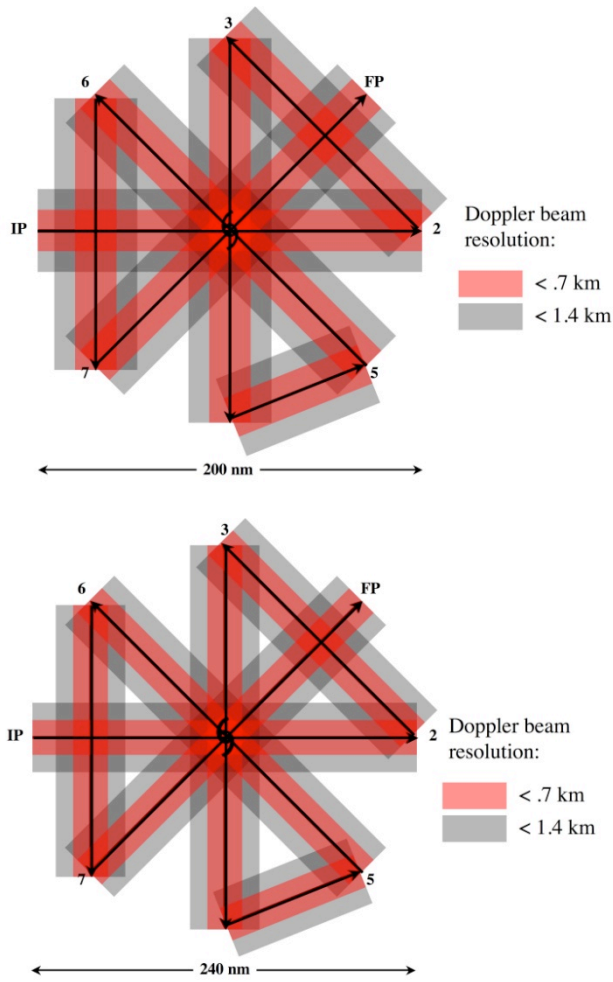 3
6
FP
IP
2
Doppler beam
resolution:
< .7 km
< 1.4 km
7
5
200 nm
3
6
FP
IP
2
Doppler beam
resolution:
< .7 km
< 1.4 km
7
5
240 nm